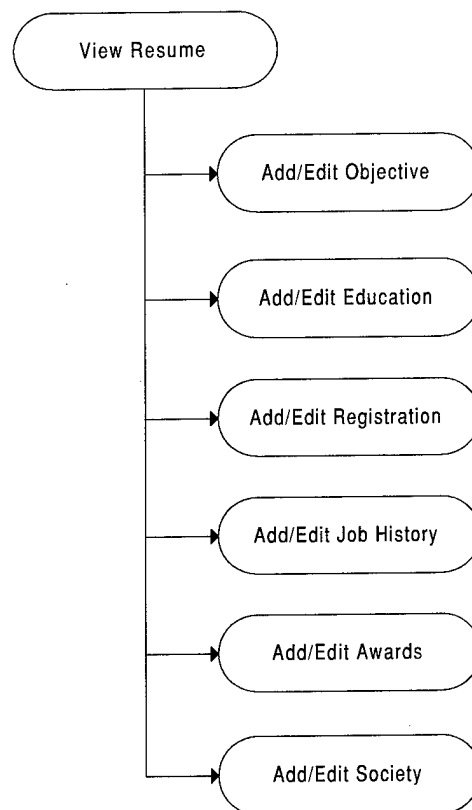 View Resume
Add/Edit Objective
Add/Edit Education
Add/Edit Registration
Add/Edit Job History
Add/Edit Awards
Add/Edit Society